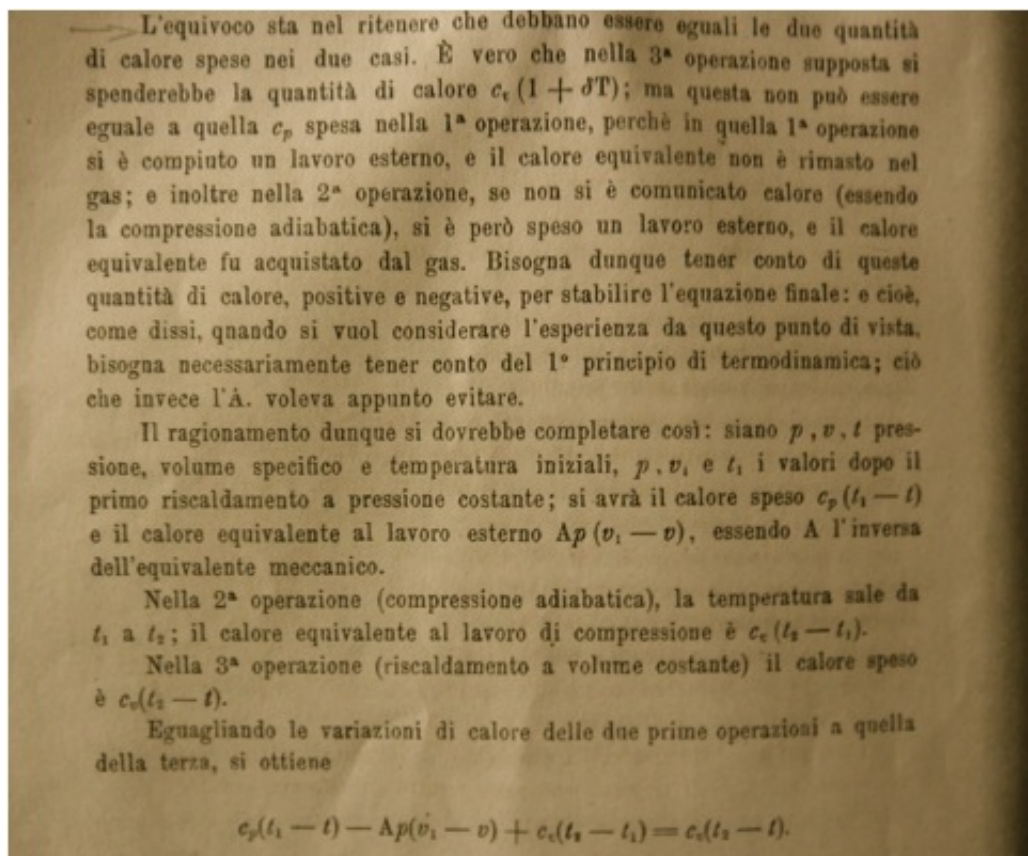 L'equivoco sta nel ritenere che debbano essere eguali le due quantità
di calore spese nei due casi. È vero che nella 3ª operazione supposta si
spenderebbe la quantità di calore cᵥ (1 + δT); ma questa non può essere
eguale a quella cₚ spesa nella 1ª operazione, perchè in quella 1ª operazione
si è compiuto un lavoro esterno, e il calore equivalente non è rimasto nel
gas; e inoltre nella 2ª operazione, se non si è comunicato calore (essendo
la compressione adiabatica), si è però speso un lavoro esterno, e il calore
equivalente fu acquistato dal gas. Bisogna dunque tener conto di queste
quantità di calore, positive e negative, per stabilire l'equazione finale: e cioè,
come dissi, qnando si vuol considerare l'esperienza da questo punto di vista,
bisogna necessariamente tener conto del 1º principio di termodinamica; ciò
che invece l'A. voleva appunto evitare.
Il ragionamento dunque si dovrebbe completare così: siano p , v , t pres-
sione, volume specifico e temperatura iniziali, p , v₁ e t₁ i valori dopo il
primo riscaldamento a pressione costante; si avrà il calore speso cₚ (t₁ — t)
e il calore equivalente al lavoro esterno Ap (v₁ — v), essendo A l'inversa
dell'equivalente meccanico.
Nella 2ª operazione (compressione adiabatica), la temperatura sale da
t₁ a t₂; il calore equivalente al lavoro di compressione è cᵥ (t₂ — t₁).
Nella 3ª operazione (riscaldamento a volume costante) il calore speso
è cᵥ(t₂ — t).
Eguagliando le variazioni di calore delle due prime operazioni a quella
della terza, si ottiene
cₚ(t₁ — t) — Ap(v₁ — v) + cᵥ(t₂ — t₁) = cᵥ(t₂ — t).